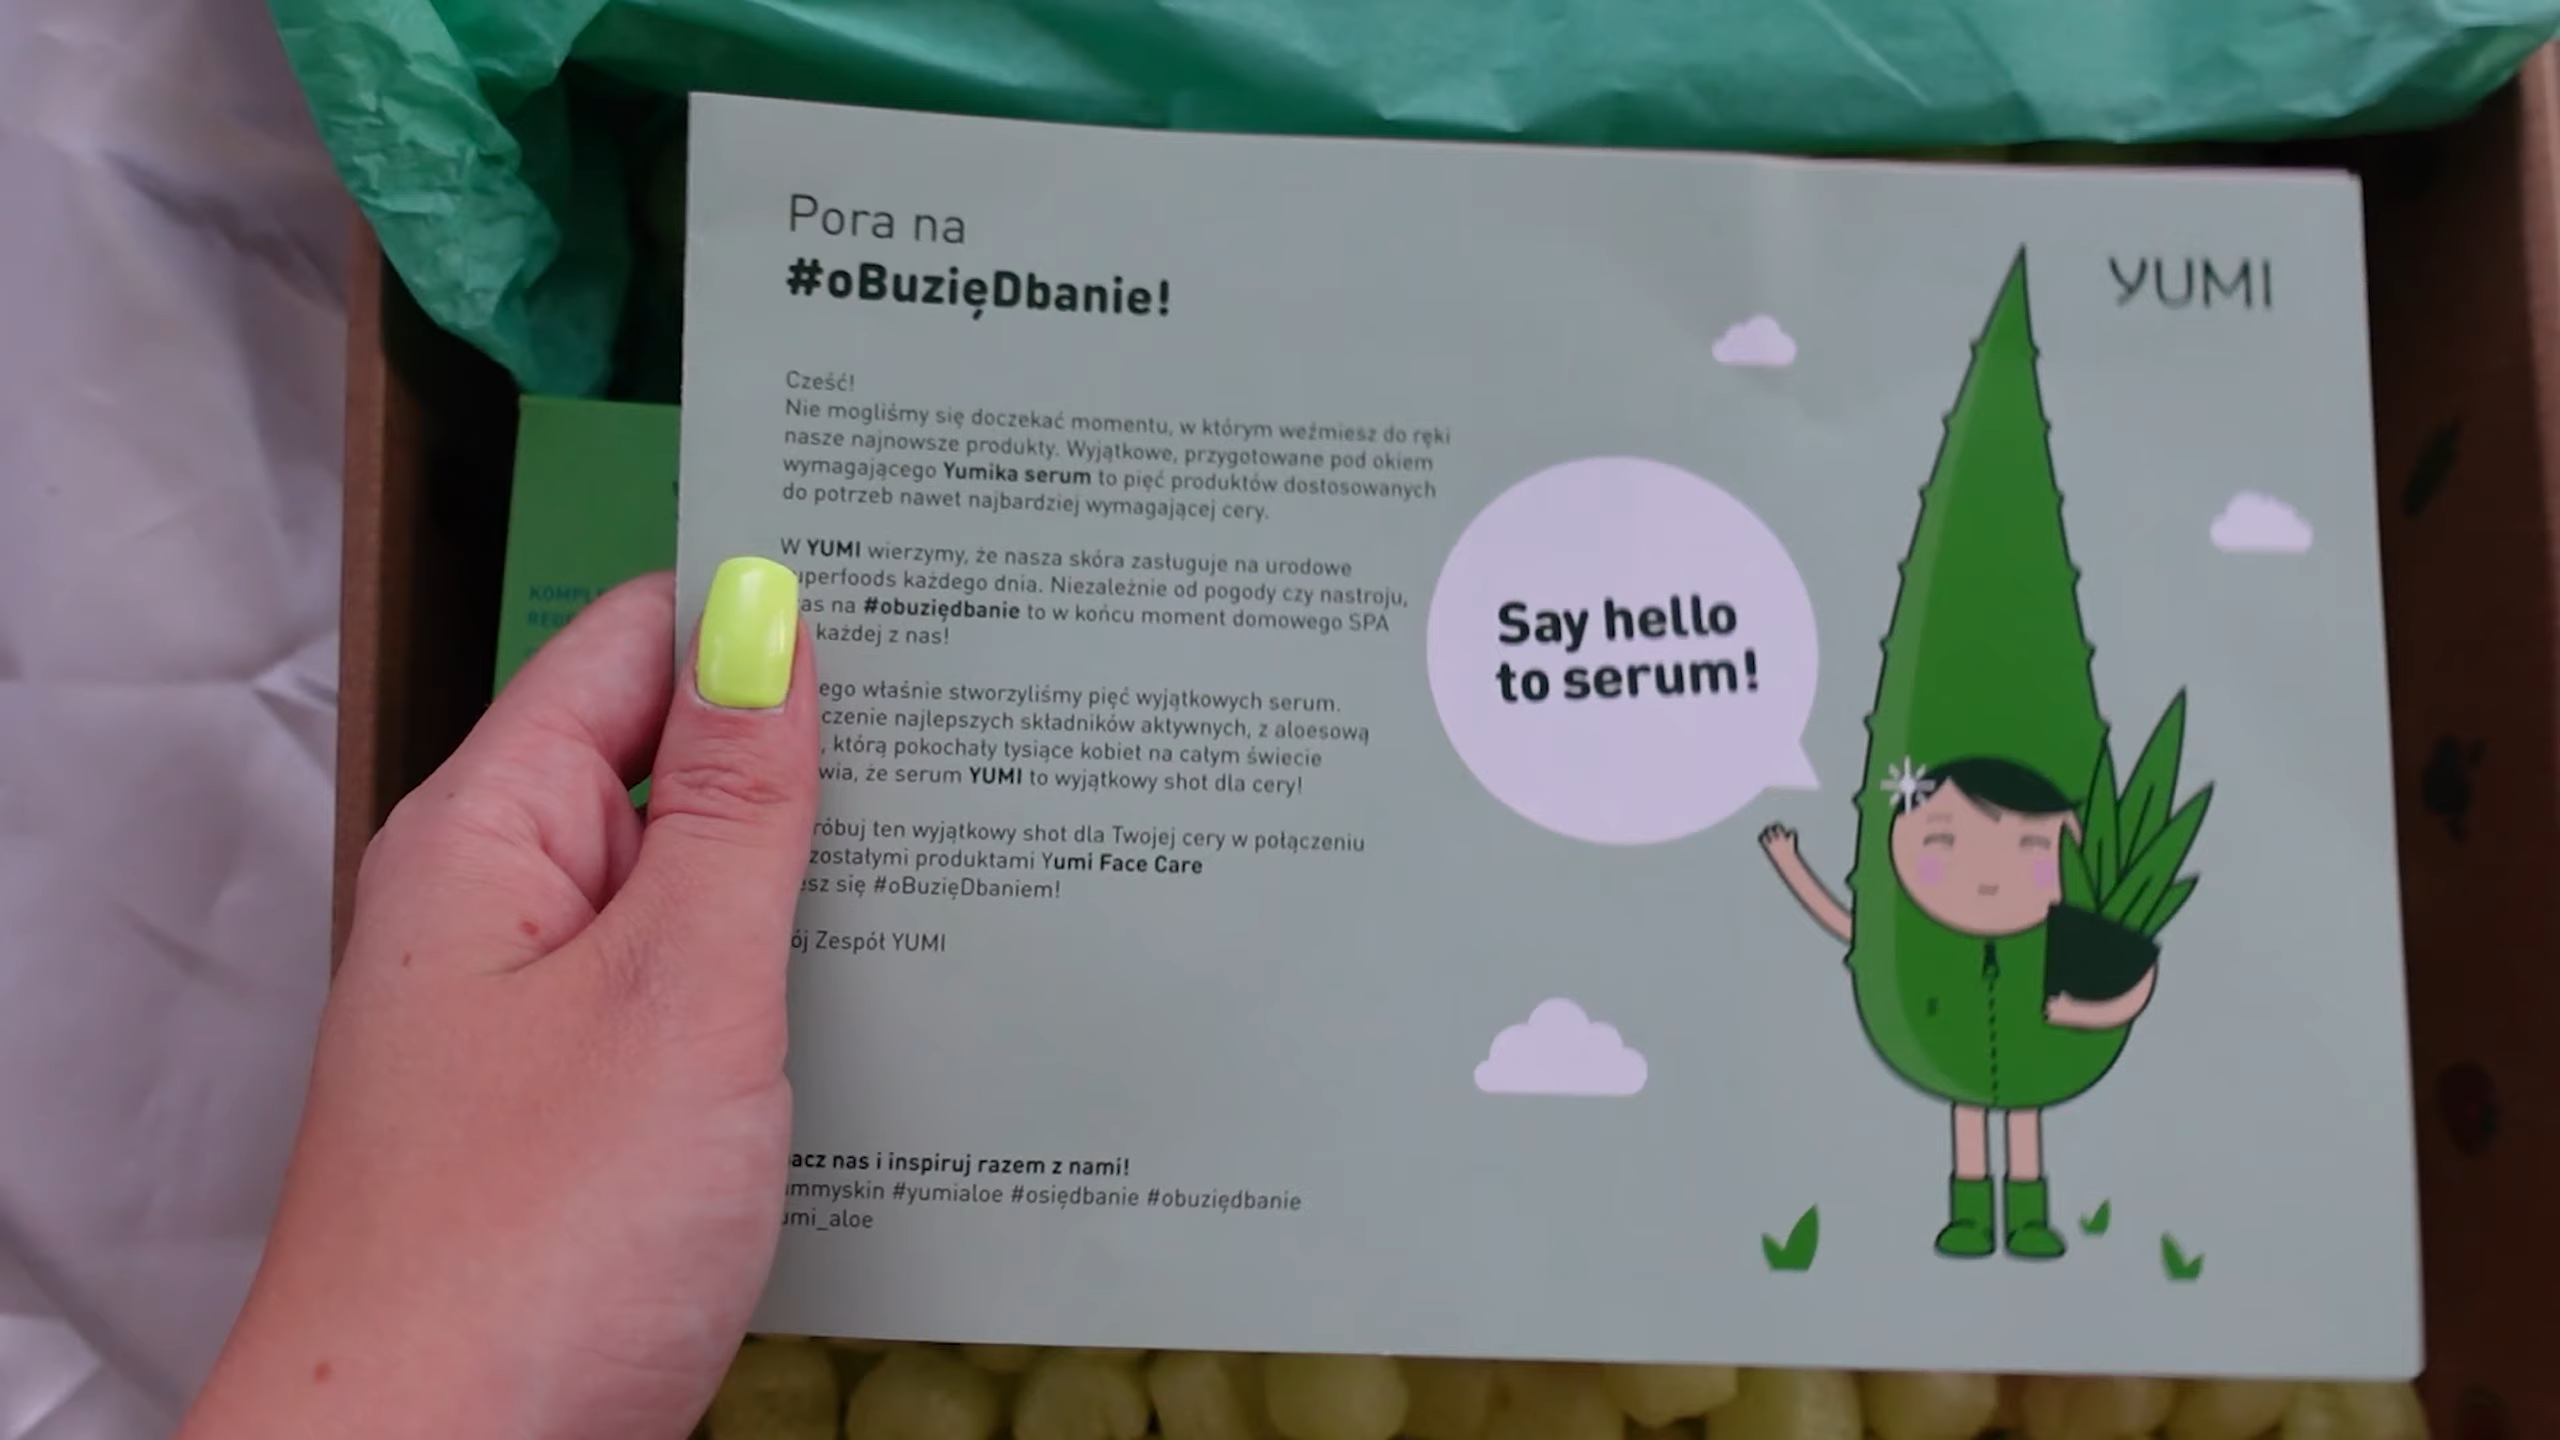 Pora na
#oBuzięDbanie!
Cześć!
Nie mogliśmy się doczekać momentu, w którym weźmiesz do ręki
nasze najnowsze produkty. Wyjątkowe, przygotowane pod okiem
wymagającego Yumika serum to pięć produktów dostosowanych
do potrzeb nawet najbardziej wymagającej cery.
W YUMI wierzymy, że nasza skóra zasługuje na urodowe
uperfoods każdego dnia. Niezależnie od pogody czy nastroju,
as na #obuziędbanie to w końcu moment domowego SPA
każdej z nas!
ego właśnie stworzyliśmy pięć wyjątkowych serum.
czenie najlepszych składników aktywnych, z aloesową
, którą pokochały tysiące kobiet na całym świecie
wia, że serum YUMI to wyjątkowy shot dla cery!
róbuj ten wyjątkowy shot dla Twojej cery w połączeniu
zostałymi produktami Yumi Face Care
esz się #oBuzięDbaniem!
ój Zespół YUMI
acz nas i inspiruj razem z nami!
mmyskin #yumialoe #osiędbanie #obuziędbanie
umi_aloe
YUMI
Say hello
to serum!
KOMPL